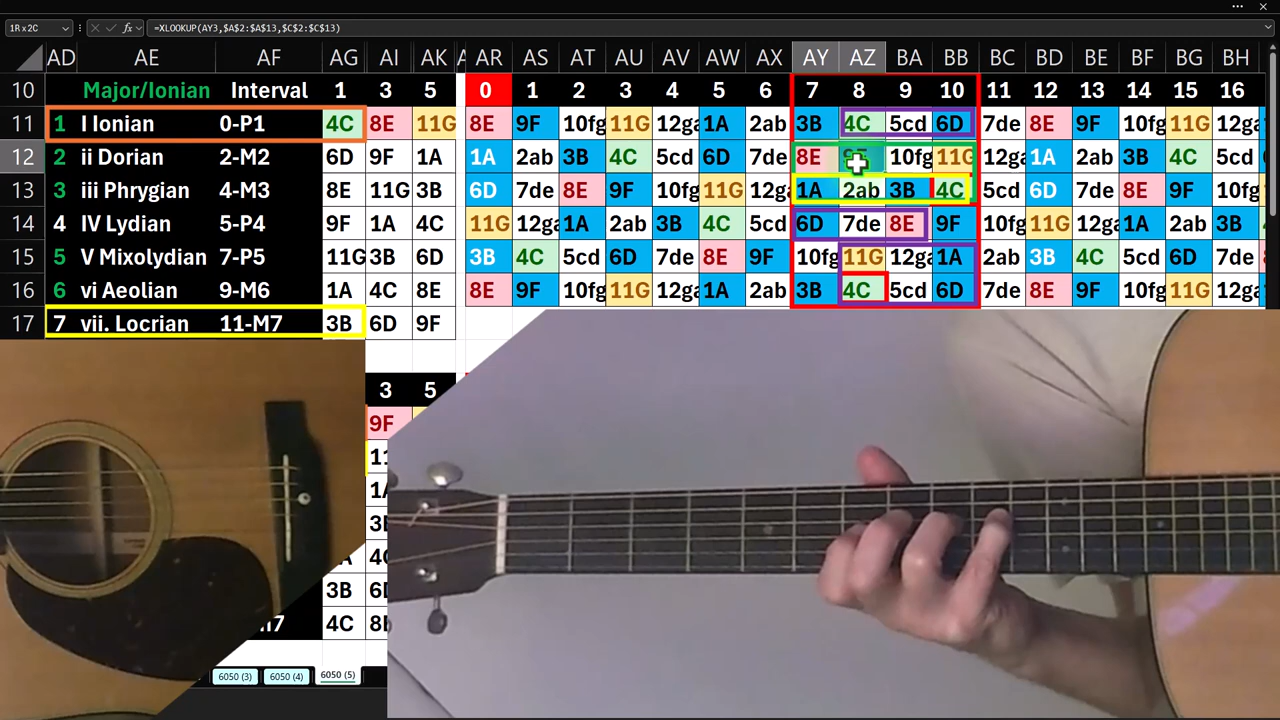 1R x 2C =XLOOKUP(AY3,$A$2:$A$13,$C$2:$C$13)
AD AE AF AG AI AK AR AS AT AU AV AW AX AY AZ BA BB BC BD BE BF BG BH
10 Major/Ionian Interval 1 3 5 0 1 2 3 4 5 6 7 8 9 10 11 12 13 14 15 16
11 1 I Ionian 0-P1 4C 8E 11G 8E 9F 10fg 11G 12ga 1A 2ab 3B 4C 5cd 6D 7de 8E 9F 10fg 11G 12ga
12 2 ii Dorian 2-M2 6D 9F 1A 1A 2ab 3B 4C 5cd 6D 7de 8E 10fg 11G 12ga 1A 2ab 3B 4C 5cd
13 3 iii Phrygian 4-M3 8E 11G 3B 6D 7de 8E 9F 10fg 11G 12ga 1A 2ab 3B 4C 5cd 6D 7de 8E 9F 10fg
14 4 IV Lydian 5-P4 9F 1A 4C 11G 12ga 1A 2ab 3B 4C 5cd 6D 7de 8E 9F 10fg 11G 12ga 1A 2ab 3B
15 5 V Mixolydian 7-P5 11G 3B 6D 3B 4C 5cd 6D 7de 8E 9F 10fg 11G 12ga 1A 2ab 3B 4C 5cd 6D 7de
16 6 vi Aeolian 9-M6 1A 4C 8E 8E 9F 10fg 11G 12ga 1A 2ab 3B 4C 5cd 6D 7de 8E 9F 10fg 11G 12ga
17 7 vii. Locrian 11-M7 3B 6D 9F
3 5
9F
3B
4C
6050 (3) 6050 (4) 6050 (5)